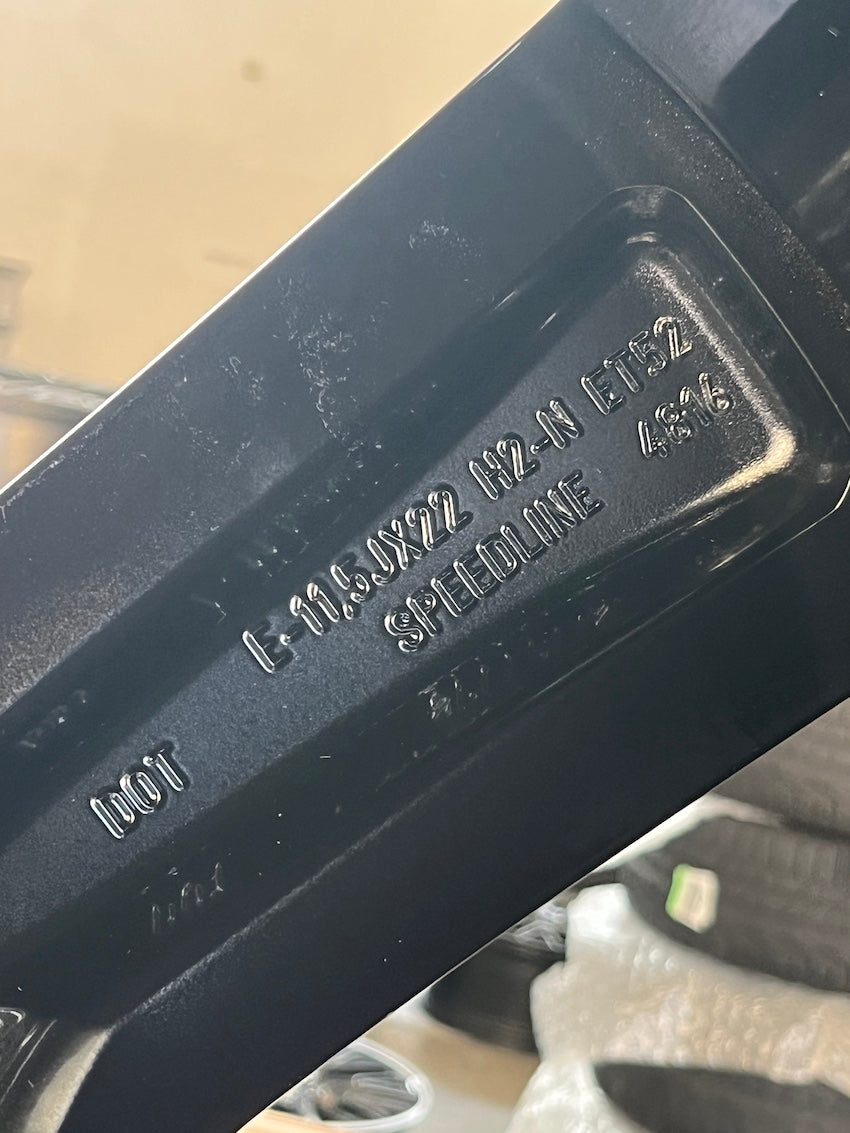 E-11,5JX22 H2-N ET52
SPEEDLINE 4816
DOT